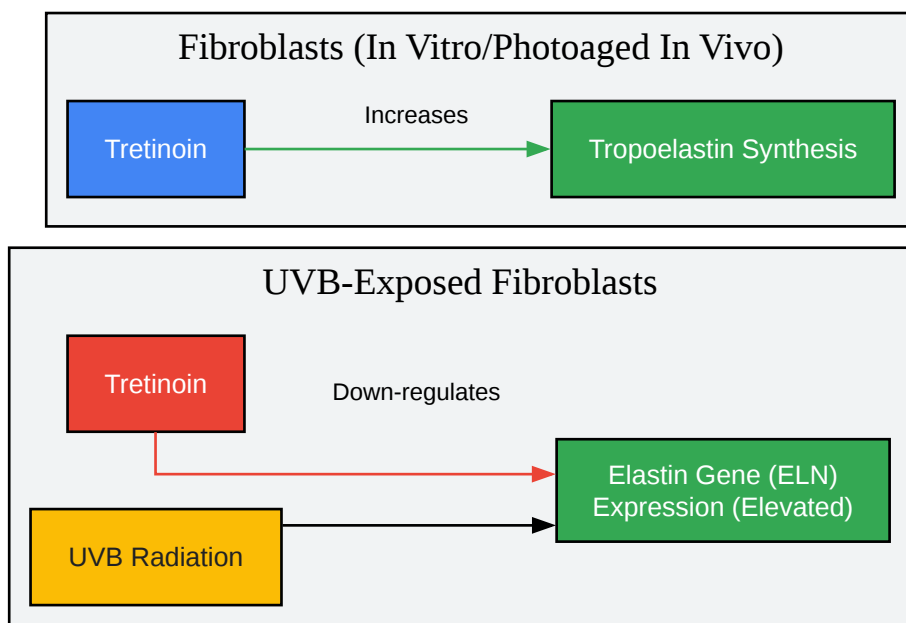 Fibroblasts (In Vitro/Photoaged In Vivo)
Increases
Tretinoin
Tropoelastin Synthesis
UVB-Exposed Fibroblasts
Tretinoin
Down-regulates
Elastin Gene (ELN)
Expression (Elevated)
UVB Radiation